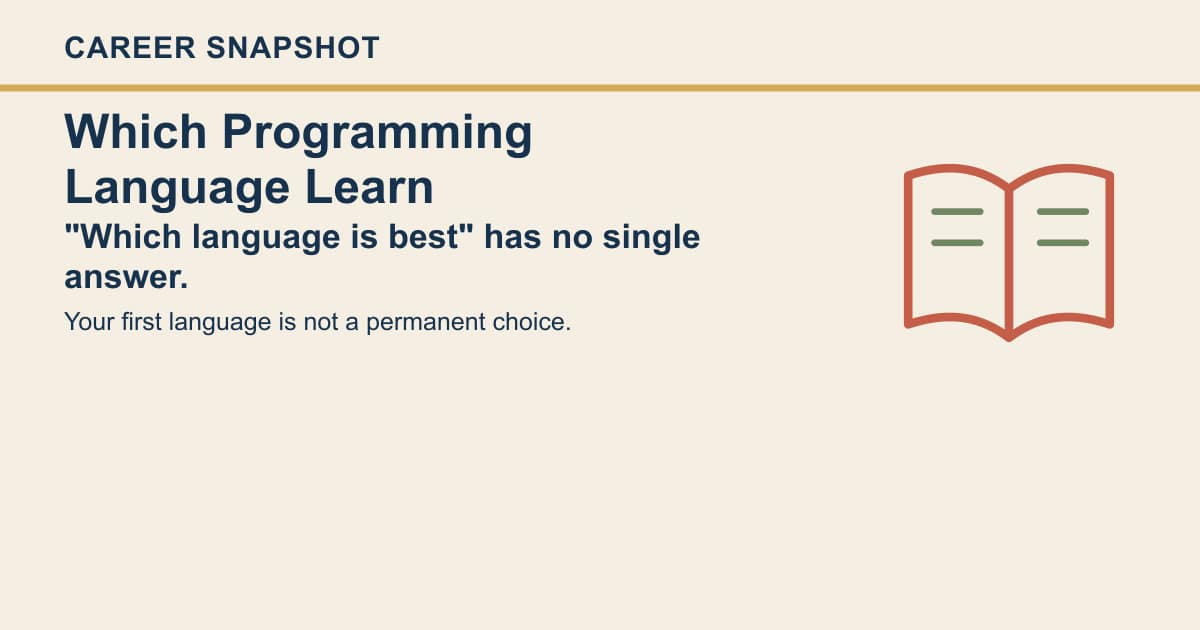 CAREER SNAPSHOT
Which Programming
Language Learn
"Which language is best" has no single
answer.
Your first language is not a permanent choice.